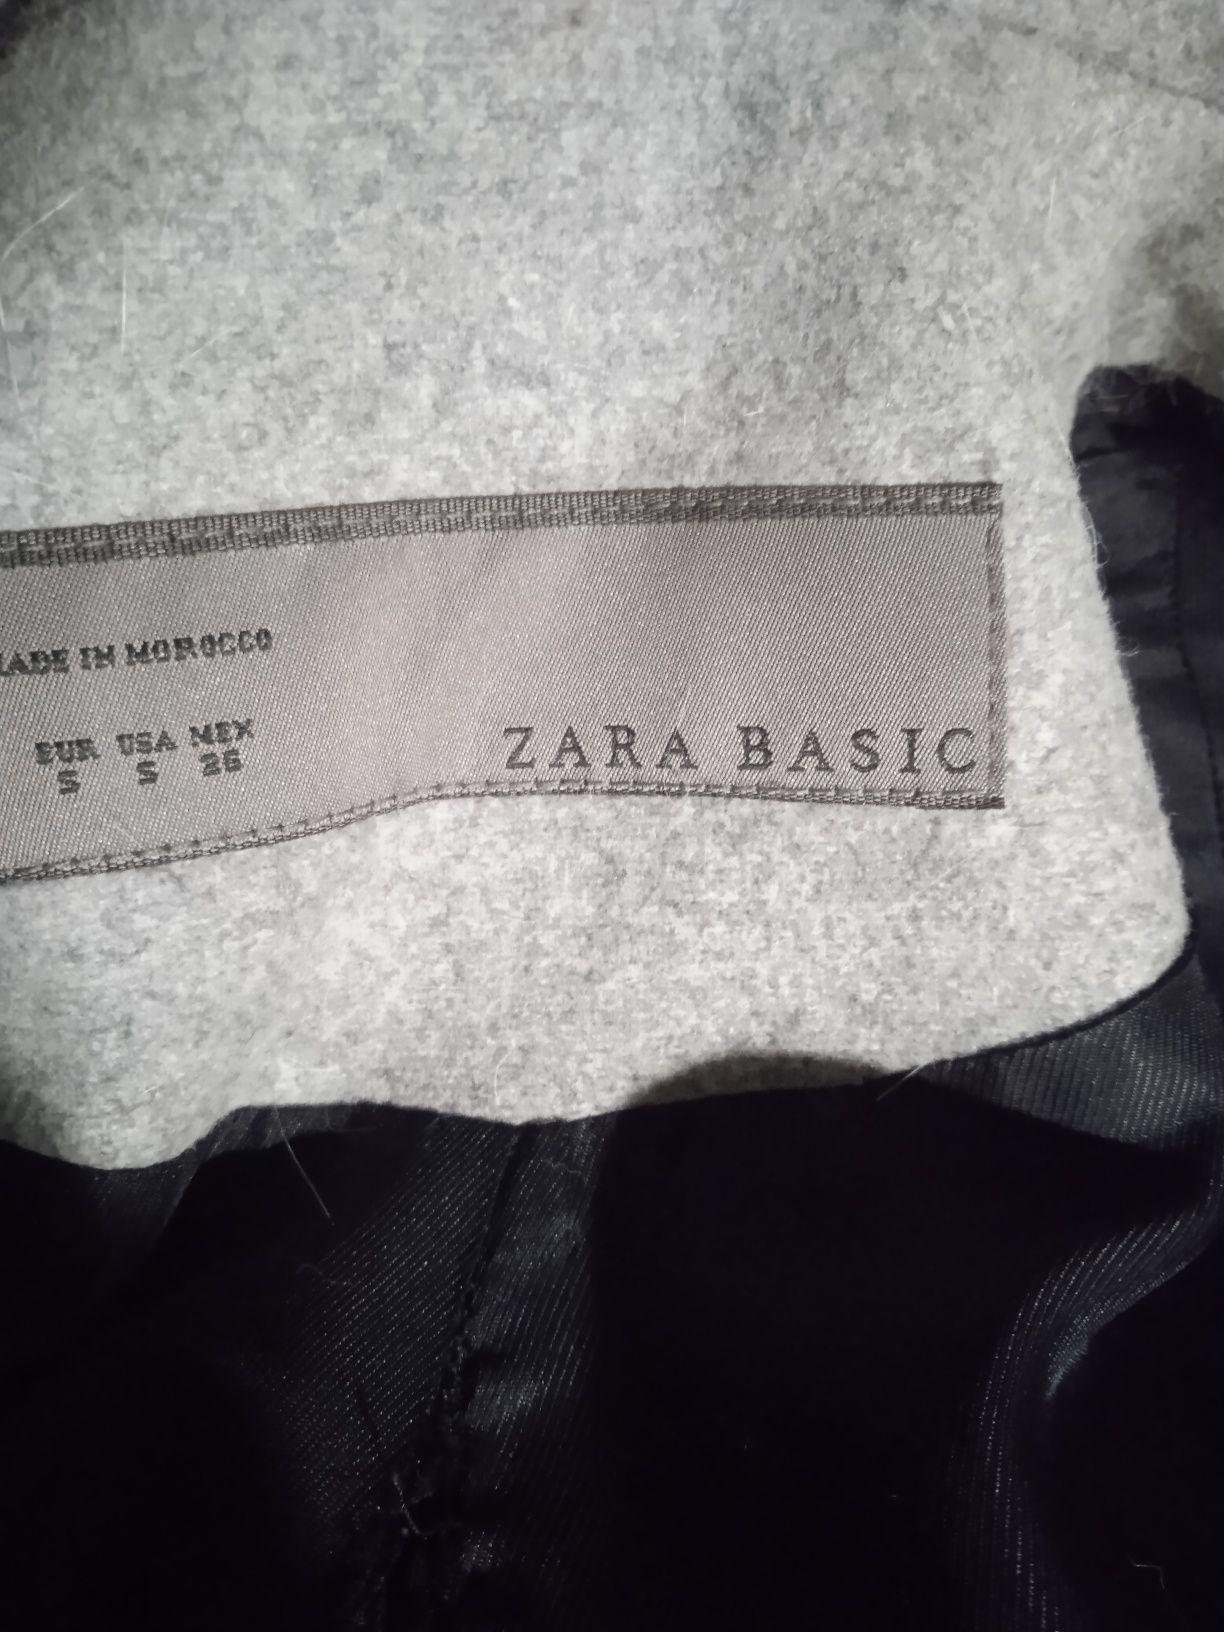 MADE IN MOROCCO
EUR USA MEX
S S 26
ZARA BASIC